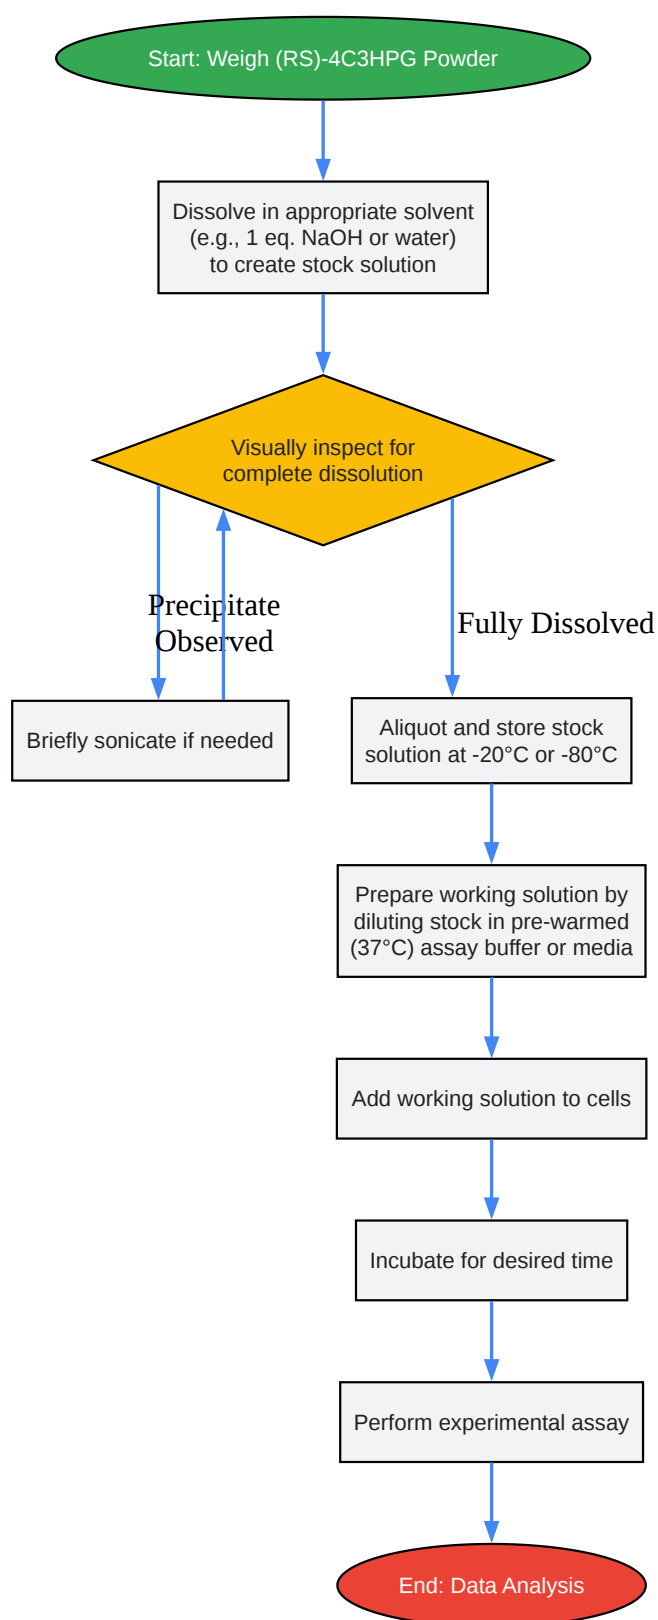 Start: Weigh (RS)-4C3HPG Powder
Dissolve in appropriate solvent
(e.g., 1 eq. NaOH or water)
to create stock solution
Visually inspect for
complete dissolution
Precipitate
Observed
Fully Dissolved
Briefly sonicate if needed
Aliquot and store stock
solution at -20°C or -80°C
Prepare working solution by
diluting stock in pre-warmed
(37°C) assay buffer or media
Add working solution to cells
Incubate for desired time
Perform experimental assay
End: Data Analysis